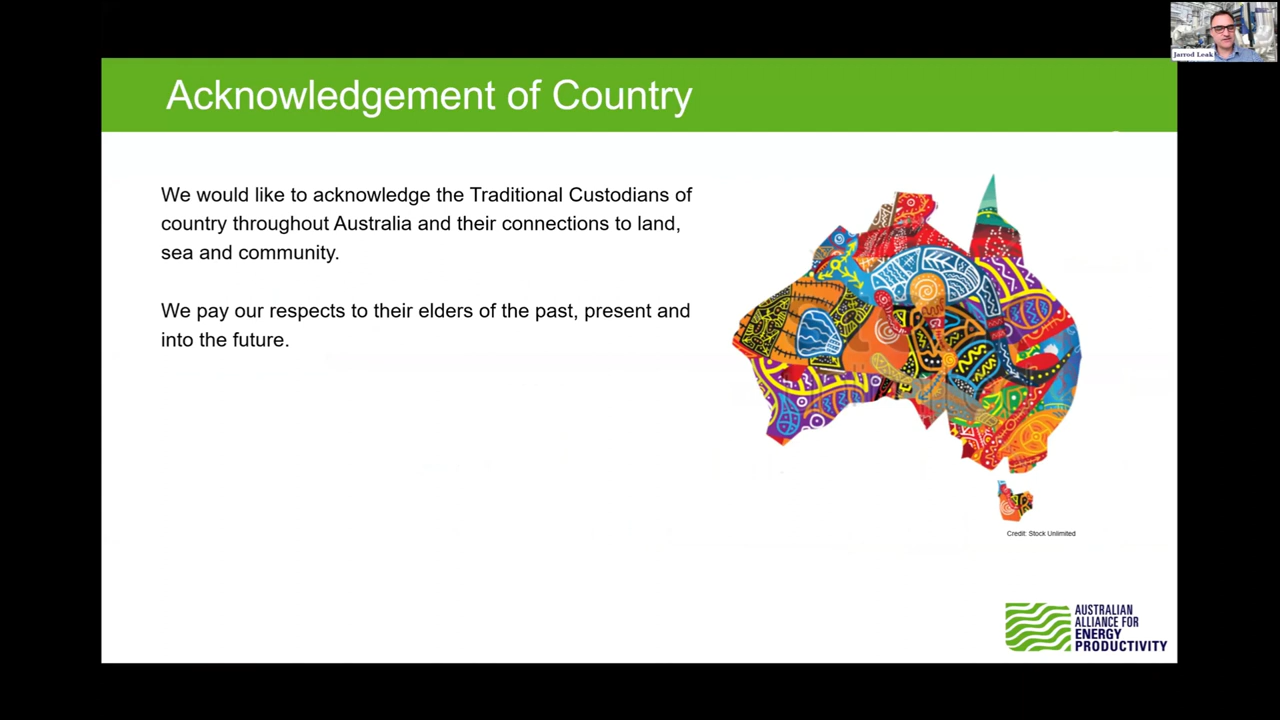 Jarrod Leak
Acknowledgement of Country
We would like to acknowledge the Traditional Custodians of
country throughout Australia and their connections to land,
sea and community.
We pay our respects to their elders of the past, present and
into the future.
Credit: Stock Unlimited
AUSTRALIAN
ALLIANCE FOR
ENERGY
PRODUCTIVITY